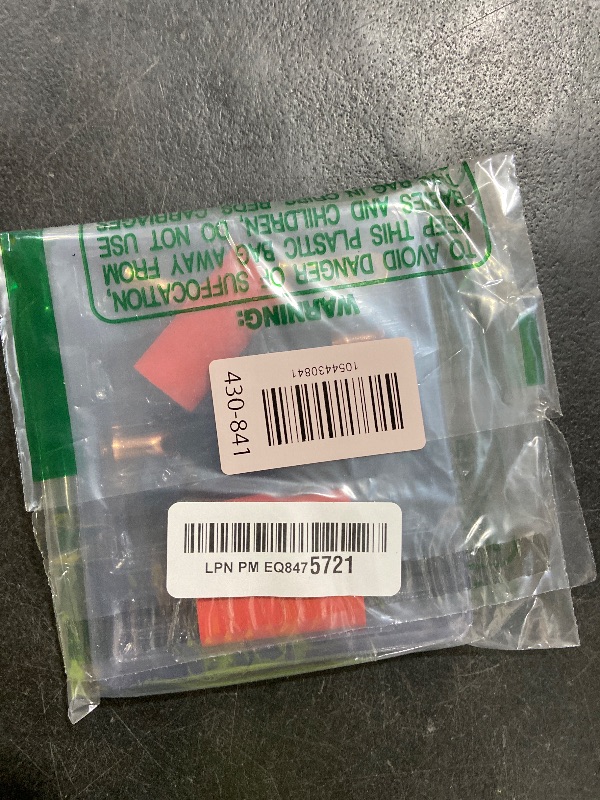 WARNING:
TO AVOID DANGER OF SUFFOCATION,
KEEP THIS PLASTIC BAG AWAY FROM
BABIES AND CHILDREN. DO NOT USE
THIS BAG IN CRIBS, BEDS, CARRIAGES
430-841
1054430841
LPN PM EQ8475721